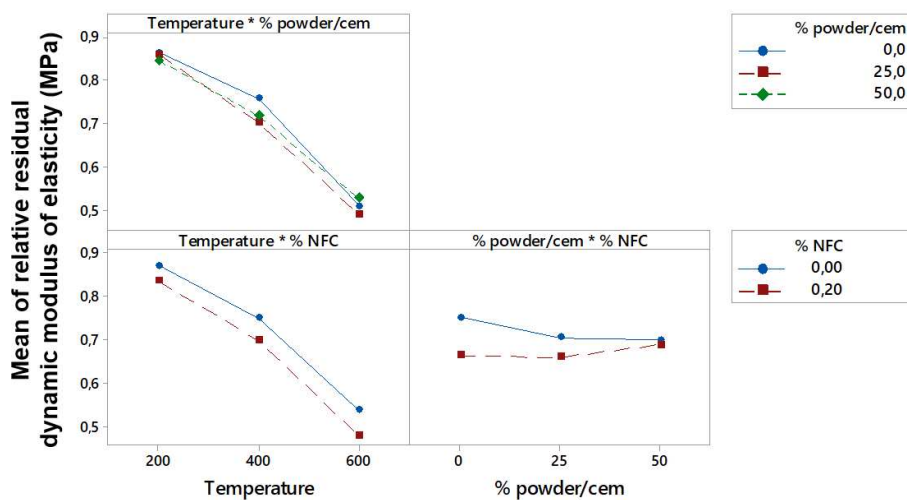 Mean of relative residual
dynamic modulus of elasticity (MPa)
Temperature * % powder/cem
0,9
0,8
0,7
0,6
0,5
% powder/cem
0,0
25,0
50,0
Temperature * % NFC
% powder/cem * % NFC
0,9
0,8
0,7
0,6
0,5
% NFC
0,00
0,20
200
400
600
0
25
50
Temperature
% powder/cem